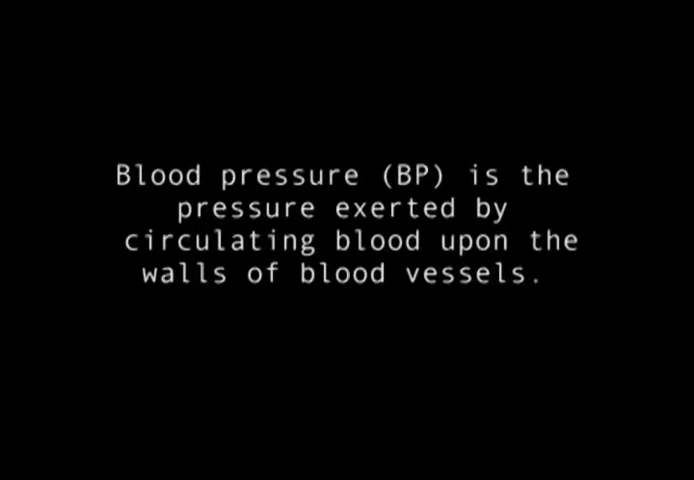 Blood pressure (BP) is the
pressure exerted by
circulating blood upon the
walls of blood vessels.